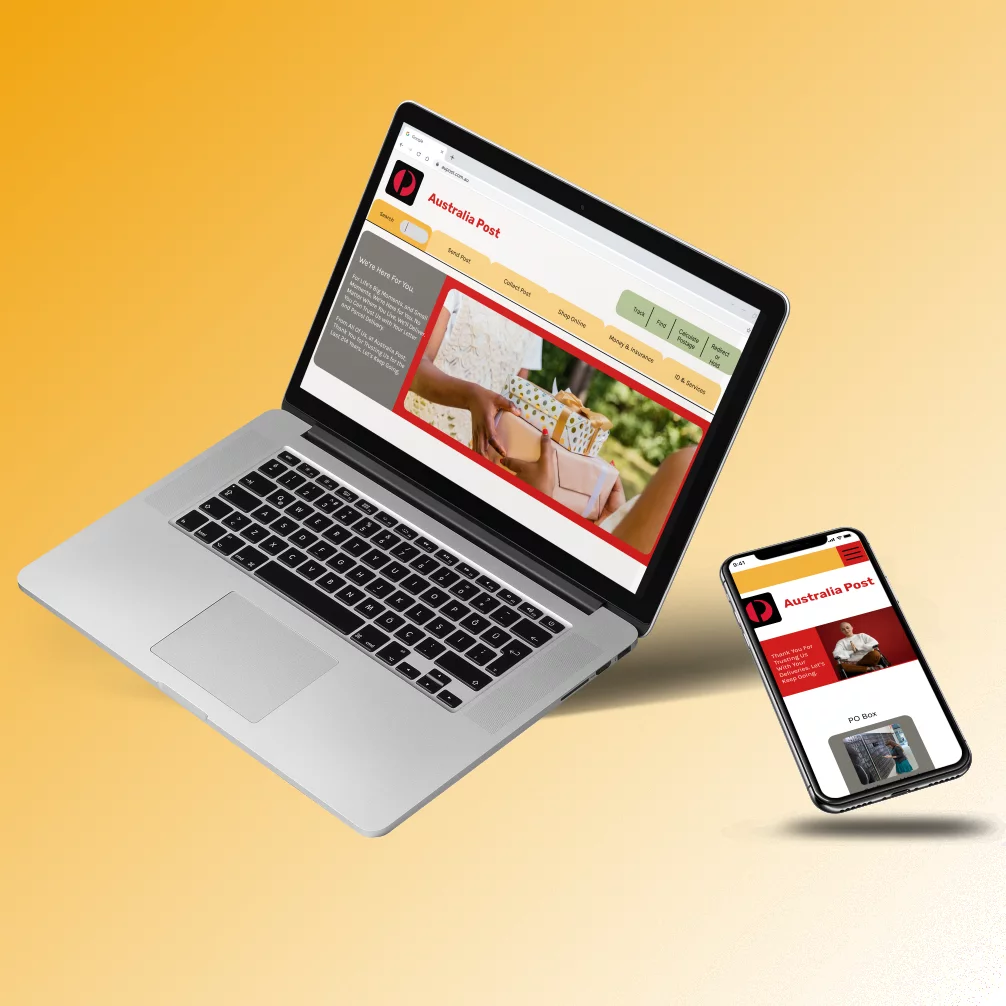 Google
auspost.com.au
Australia Post
Search
Send Post
Collect Post
Shop Online
Money & Insurance
ID & Services
Track
Find
Calculate
Postage
Redirect
or
Hold
We're Here For You.
For Life's Big Moments, and Small
Moments, We're Here for You. No
Matter Where You Live, We'll Deliver.
You Can Trust Us with Your Letter
and Parcel Delivery.
From All Of Us, at Australia Post,
Thank You for Trusting Us for the
Last 214 Years. Let's Keep Going.
9:41
Australia Post
Thank You For
Trusting Us
With Your
Deliveries. Let's
Keep Going.
PO Box